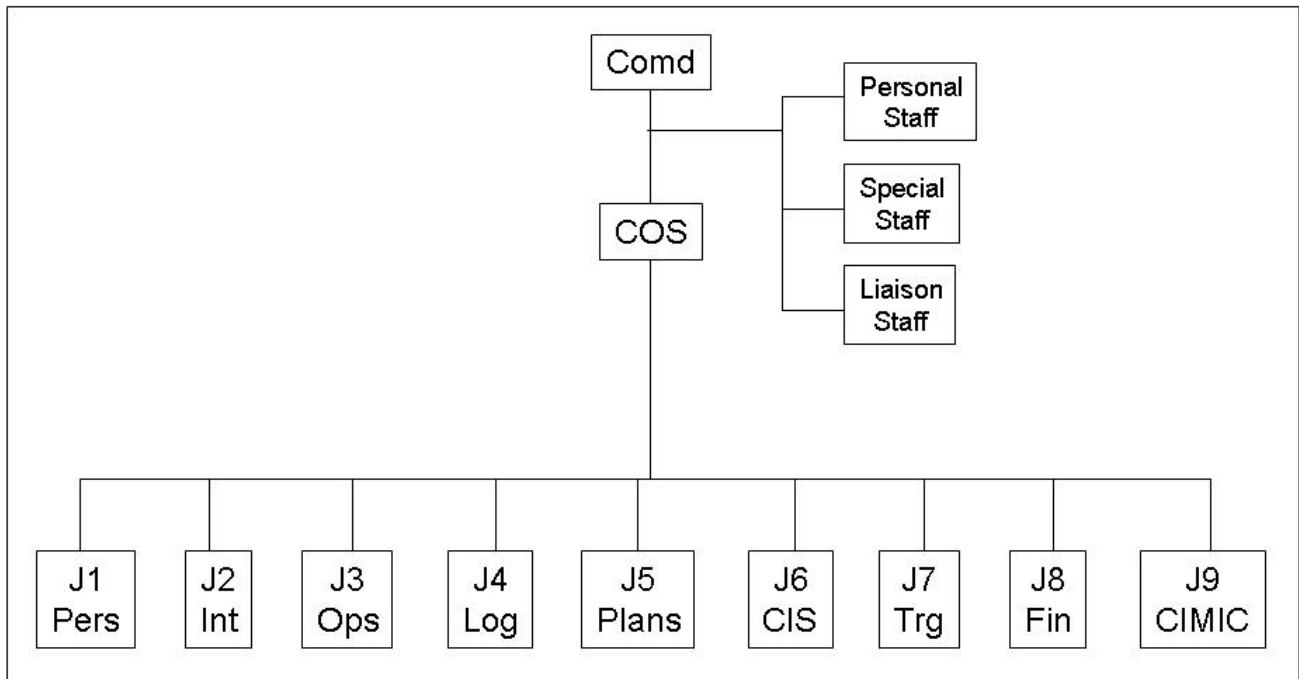 Comd
Personal
Staff
Special
Staff
COS
Liaison
Staff
J1
Pers
J2
Int
J3
Ops
J4
Log
J5
Plans
J6
CIS
J7
Trg
J8
Fin
J9
CIMIC